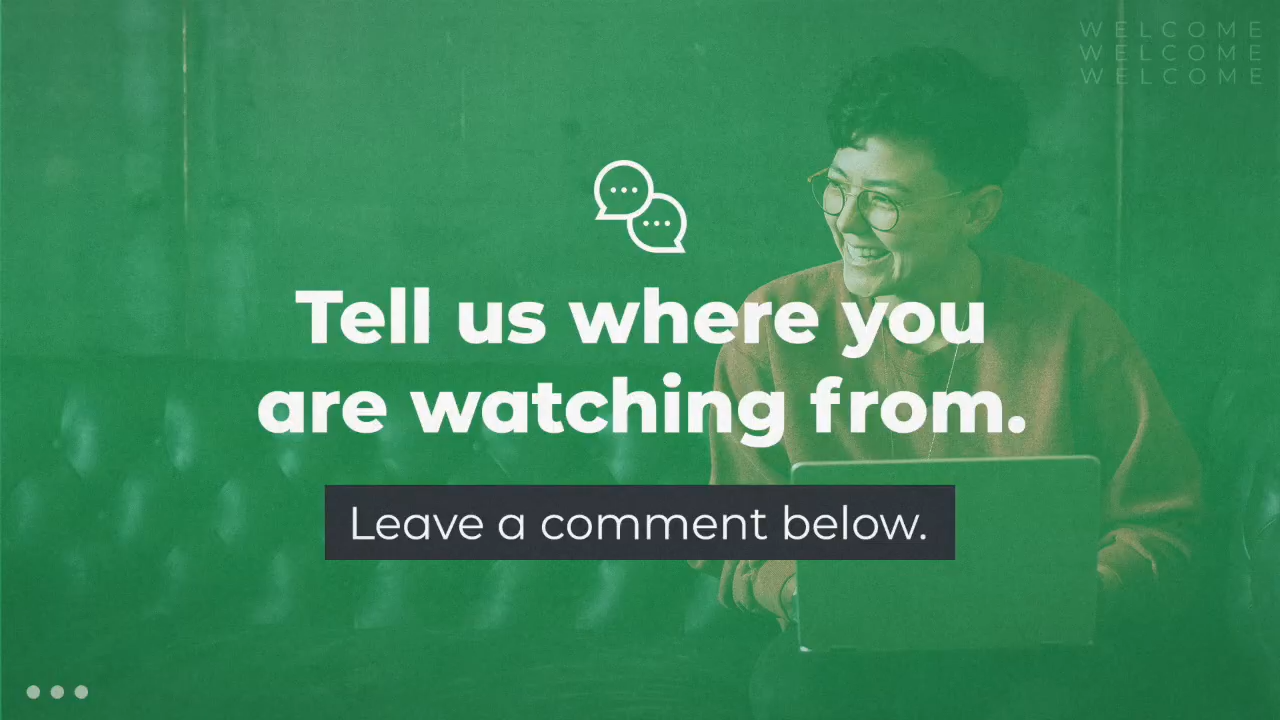 WELCOME
WELCOME
WELCOME
Tell us where you
are watching from.
Leave a comment below.